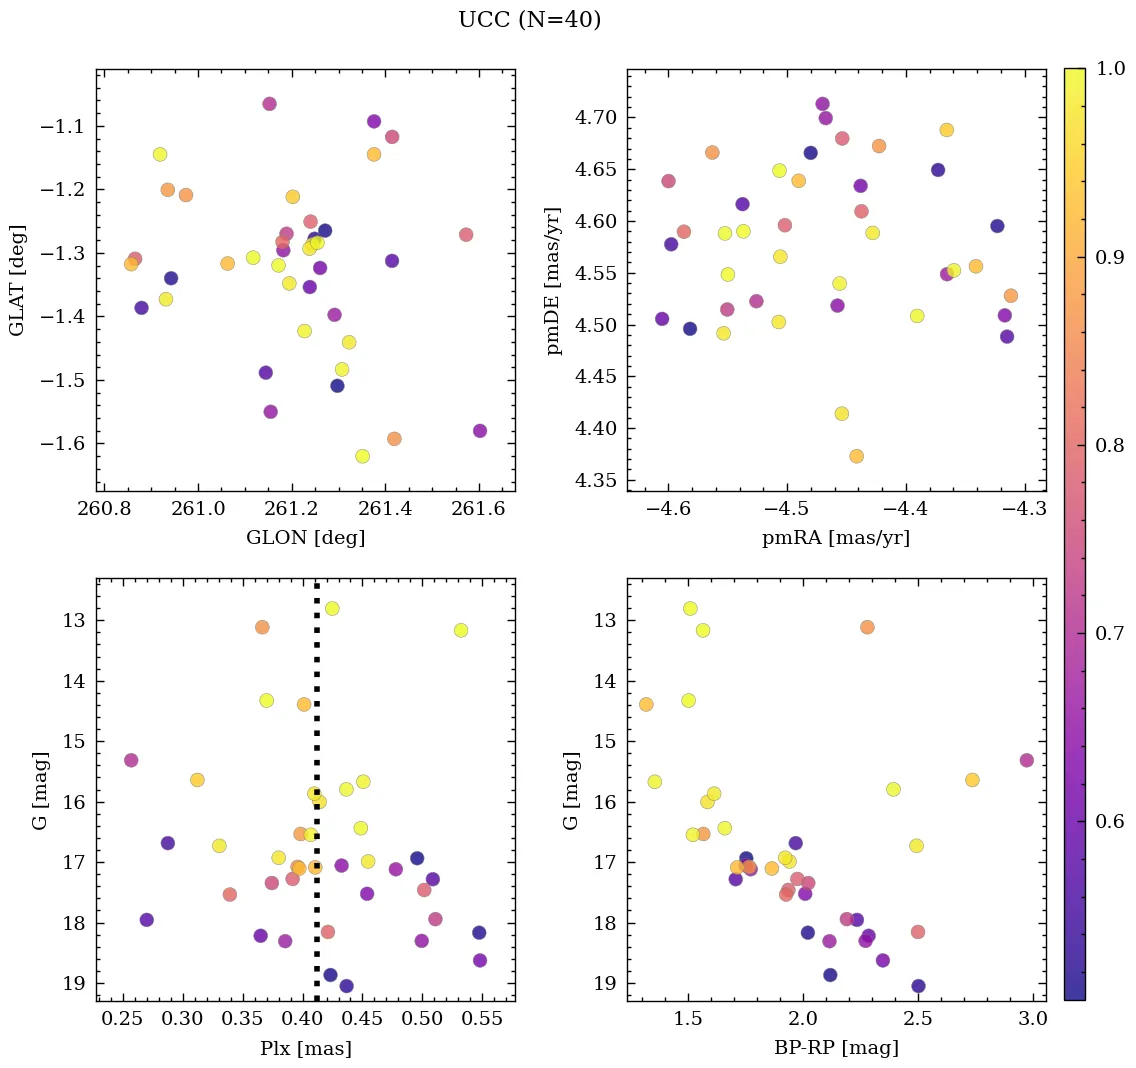 UCC (N=40)
−1.1
−1.2
−1.3
−1.4
−1.5
−1.6
GLAT [deg]
260.8 261.0 261.2 261.4 261.6
GLON [deg]
4.70
4.65
4.60
4.55
4.50
4.45
4.40
4.35
pmDE [mas/yr]
−4.6 −4.5 −4.4 −4.3
pmRA [mas/yr]
13
14
15
16
17
18
19
G [mag]
0.25 0.30 0.35 0.40 0.45 0.50 0.55
Plx [mas]
13
14
15
16
17
18
19
G [mag]
1.5 2.0 2.5 3.0
BP-RP [mag]
1.0
0.9
0.8
0.7
0.6